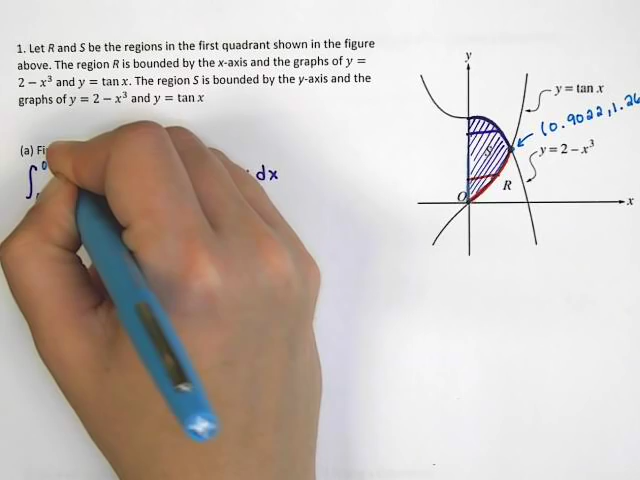 1. Let R and S be the regions in the first quadrant shown in the figure
above. The region R is bounded by the x-axis and the graphs of y =
2 − x³ and y = tan x. The region S is bounded by the y-axis and the
graphs of y = 2 − x³ and y = tan x
(a)
∫ dx
y
y = tan x
(0.9022, 1.26
y = 2 − x³
S
R
O
x